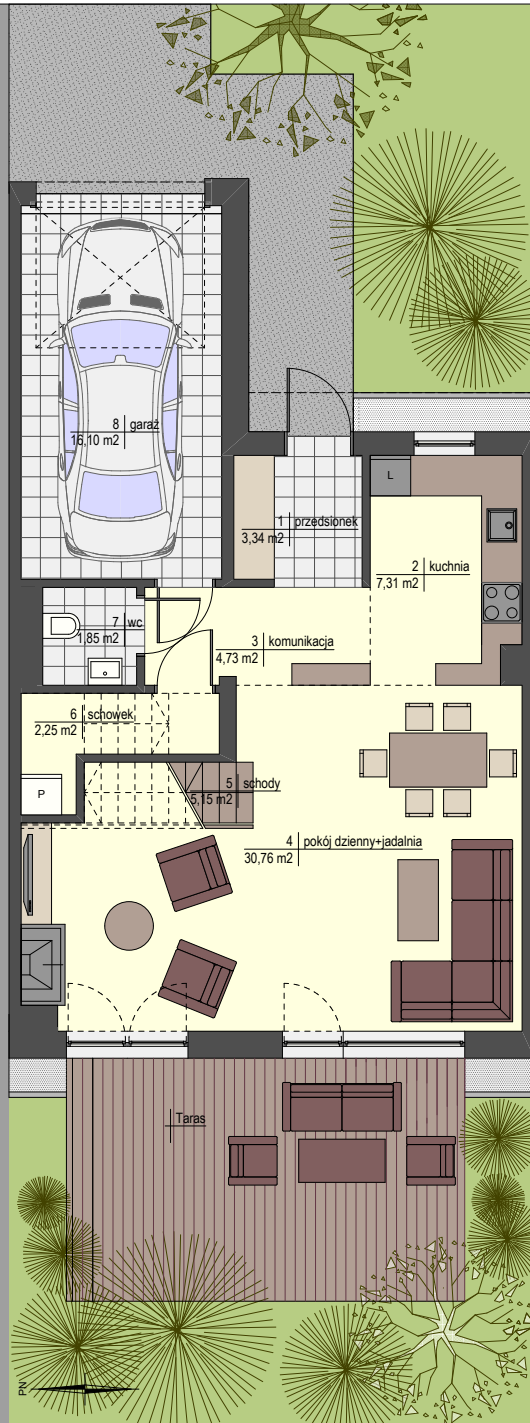 8 garaż
16,10 m2
L
1 przedsionek
3,34 m2
2 kuchnia
7,31 m2
7 wc
1,85 m2
3 komunikacja
4,73 m2
6 schowek
2,25 m2
P
5 schody
5,15 m2
4 pokój dzienny+jadalnia
30,76 m2
Taras
PN